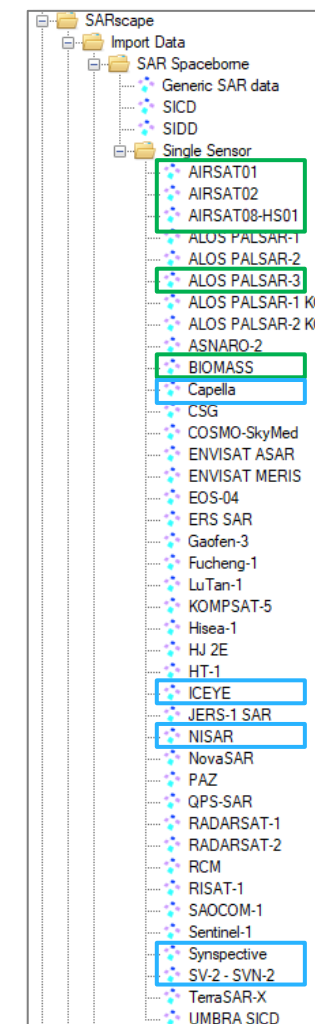 SARscape
Import Data
SAR Spaceborne
Generic SAR data
SICD
SIDD
Single Sensor
AIRSAT01
AIRSAT02
AIRSAT08-HS01
ALOS PALSAR-1
ALOS PALSAR-2
ALOS PALSAR-3
ALOS PALSAR-1 K
ALOS PALSAR-2 K
ASNARO-2
BIOMASS
Capella
CSG
COSMO-SkyMed
ENVISAT ASAR
ENVISAT MERIS
EOS-04
ERS SAR
Gaofen-3
Fucheng-1
LuTan-1
KOMPSAT-5
Hisea-1
HJ 2E
HT-1
ICEYE
JERS-1 SAR
NISAR
NovaSAR
PAZ
QPS-SAR
RADARSAT-1
RADARSAT-2
RCM
RISAT-1
SAOCOM-1
Sentinel-1
Synspective
SV-2 - SVN-2
TerraSAR-X
UMBRA SICD